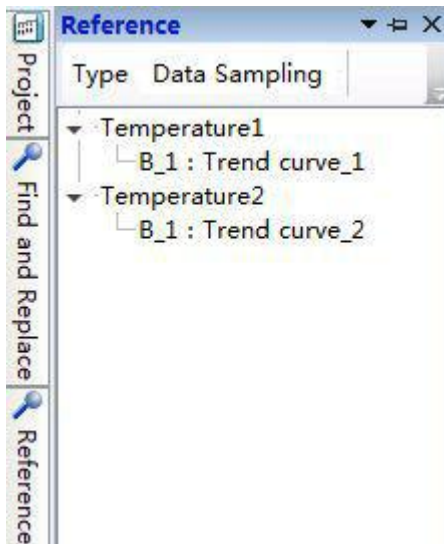 Reference
Type Data Sampling
Temperature1
B_1 : Trend curve_1
Temperature2
B_1 : Trend curve_2
Project
Find and Replace
Reference